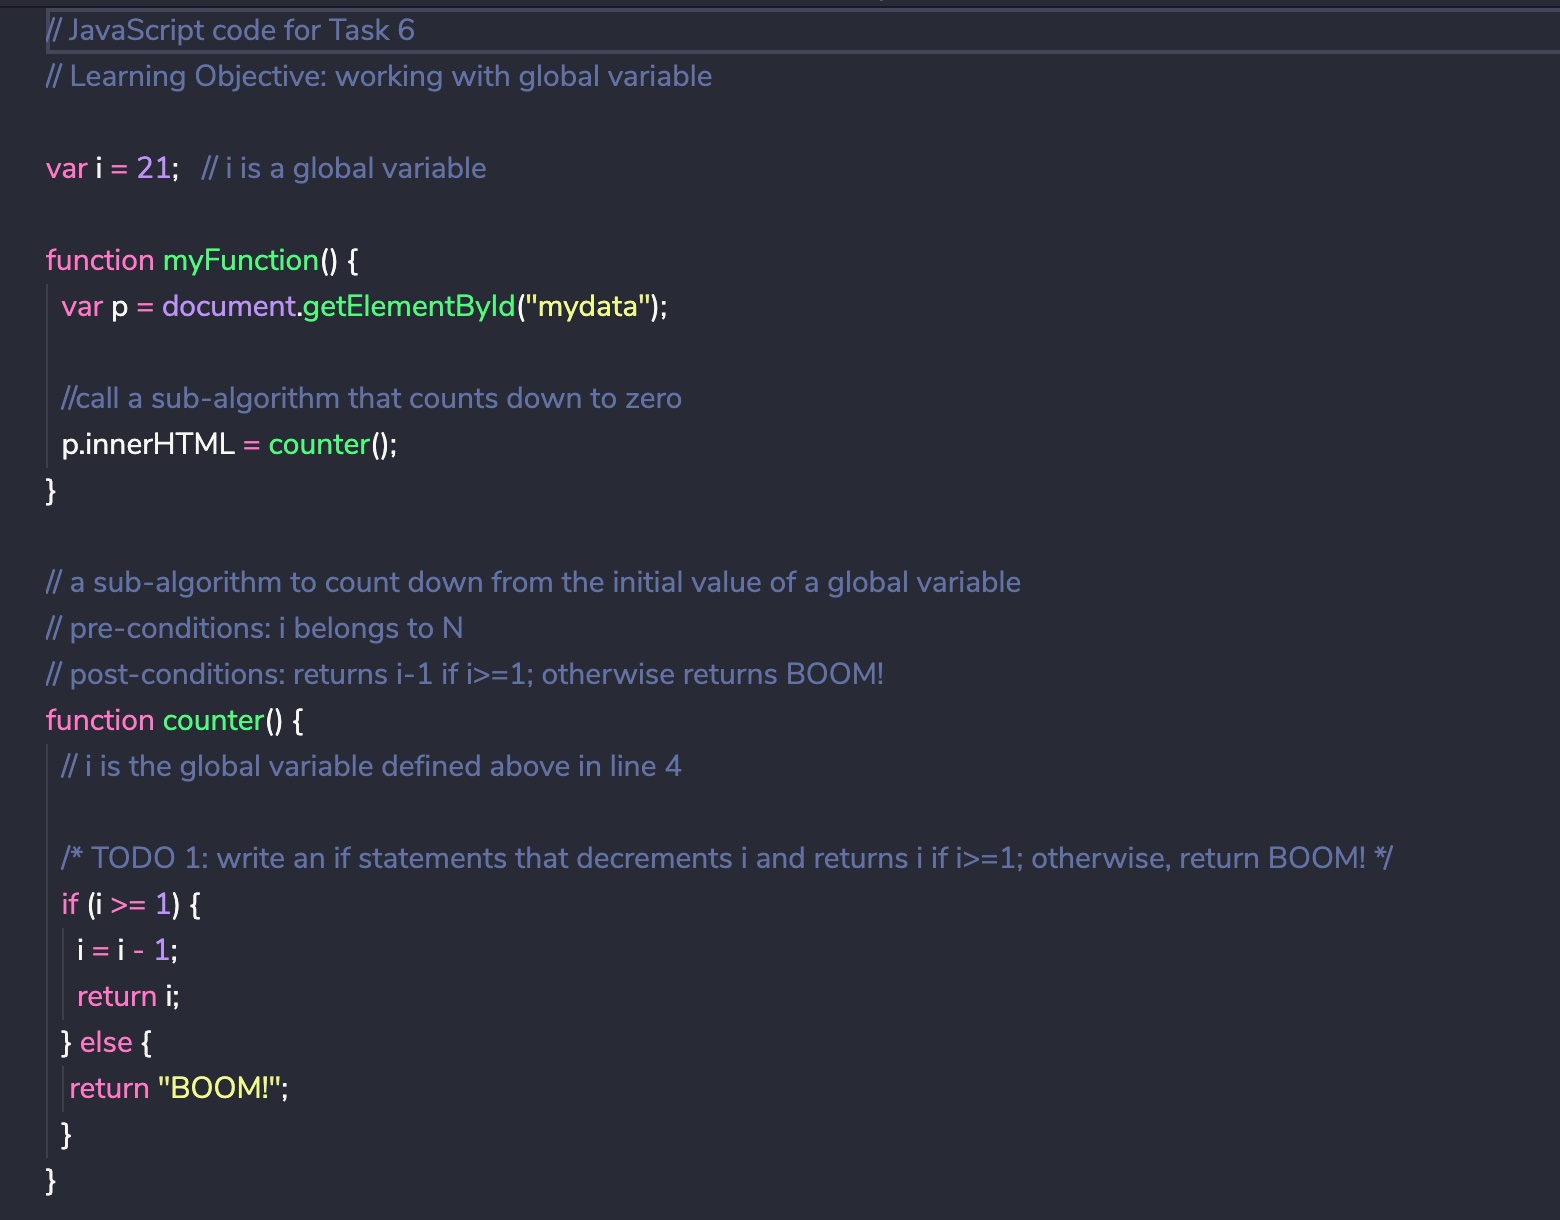 // JavaScript code for Task 6
// Learning Objective: working with global variable
var i = 21;   // i is a global variable
function myFunction() {
  var p = document.getElementById("mydata");
  //call a sub-algorithm that counts down to zero
  p.innerHTML = counter();
}
// a sub-algorithm to count down from the initial value of a global variable
// pre-conditions: i belongs to N
// post-conditions: returns i-1 if i>=1; otherwise returns BOOM!
function counter() {
  // i is the global variable defined above in line 4
  /* TODO 1: write an if statements that decrements i and returns i if i>=1; otherwise, return BOOM! */
  if (i >= 1) {
    i = i - 1;
    return i;
  } else {
   return "BOOM!";
  }
}